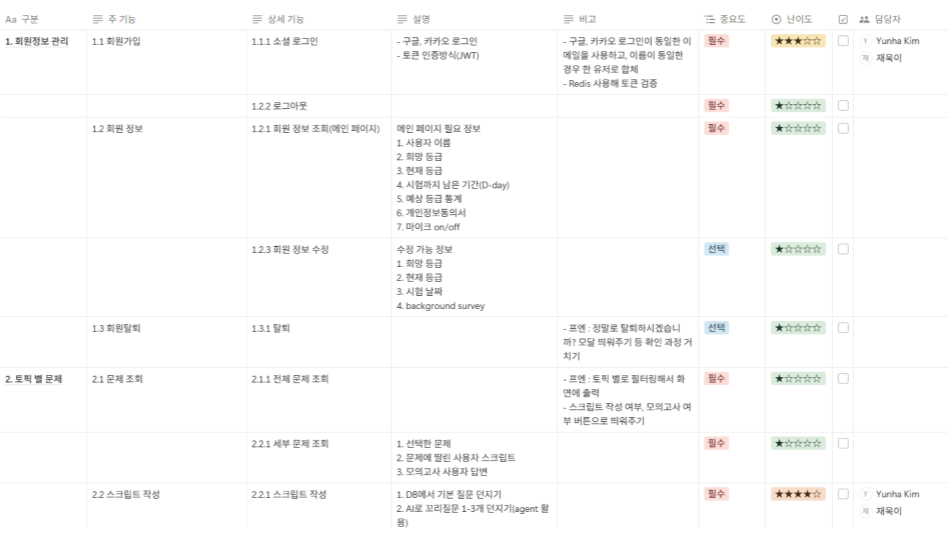 Aa 구분 주 기능 상세 기능 설명 비고 중요도 난이도 담당자
1. 회원정보 관리 1.1 회원가입 1.1.1 소셜 로그인 - 구글, 카카오 로그인 - 구글, 카카오 로그인이 동일한 이 필수 ★★★☆☆ Y Yunha Kim
- 토큰 인증방식(JWT) 메일을 사용하고, 이름이 동일한 재 재욱이
경우 한 유저로 합체
- Redis 사용해 토큰 검증
1.2.2 로그아웃 필수 ★☆☆☆☆
1.2 회원 정보 1.2.1 회원 정보 조회(메인 페이지) 메인 페이지 필요 정보 필수 ★☆☆☆☆
1. 사용자 이름
2. 희망 등급
3. 현재 등급
4. 시험까지 남은 기간(D-day)
5. 예상 등급 통계
6. 개인정보동의서
7. 마이크 on/off
1.2.3 회원 정보 수정 수정 가능 정보 선택 ★☆☆☆☆
1. 희망 등급
2. 현재 등급
3. 시험 날짜
4. background survey
1.3 회원탈퇴 1.3.1 탈퇴 - 프엔 : 정말로 탈퇴하시겠습니 선택 ★☆☆☆☆
까? 모달 띄워주기 등 확인 과정 거
치기
2. 토픽 별 문제 2.1 문제 조회 2.1.1 전체 문제 조회 - 프엔 : 토픽 별로 필터링해서 화 필수 ★☆☆☆☆
면에 출력
- 스크립트 작성 여부, 모의고사 여
부 버튼으로 띄워주기
2.2.1 세부 문제 조회 1. 선택한 문제 필수 ★☆☆☆☆
2. 문제에 딸린 사용자 스크립트
3. 모의고사 사용자 답변
2.2 스크립트 작성 2.2.1 스크립트 작성 1. DB에서 기본 질문 던지기 필수 ★★★★☆ Y Yunha Kim
2. AI로 꼬리질문 1-3개 던지기(agent 활 재 재욱이
용)